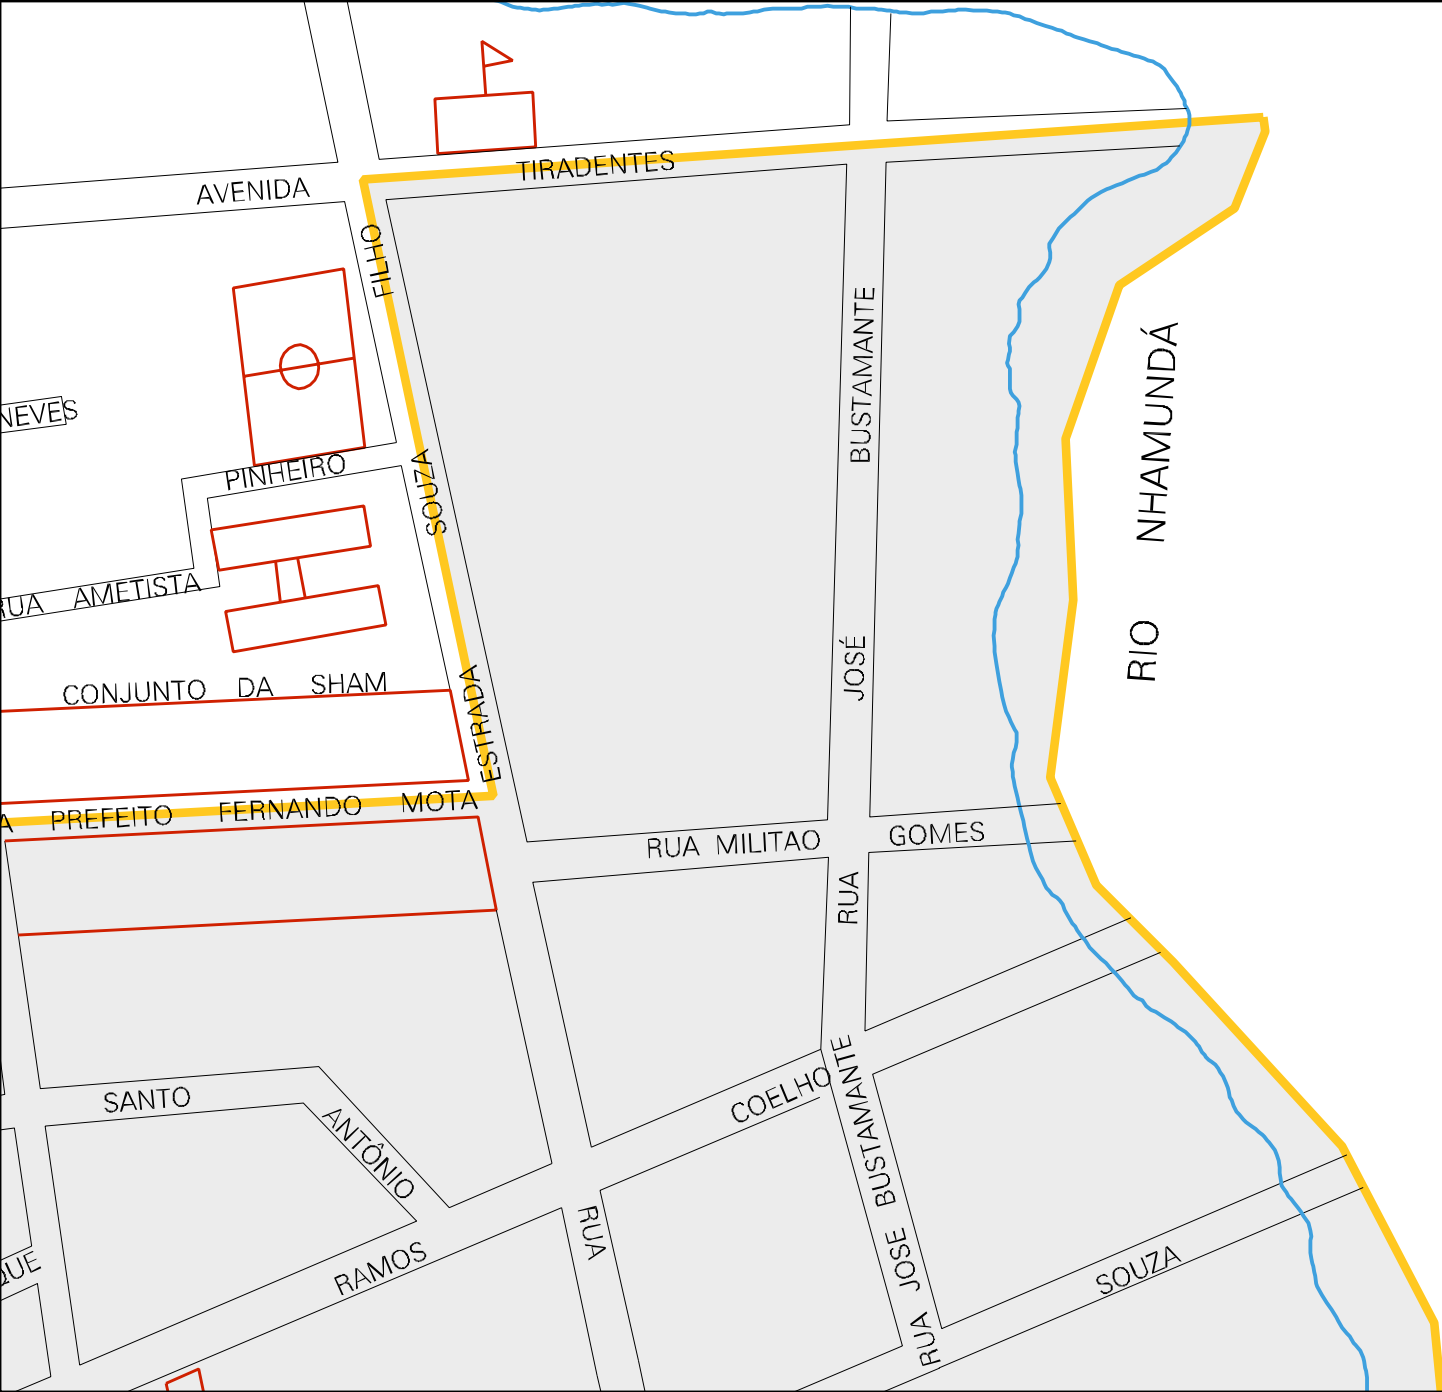 TIRADENTES
AVENIDA
FILHO
BUSTAMANTE
NHAMUNDÁ
NEVES
PINHEIRO
SOUZA
RUA AMETISTA
JOSÉ
RIO
CONJUNTO DA SHAM
ESTRADA
PREFEITO FERNANDO MOTA
RUA MILITAO GOMES
RUA
SANTO
ANTÔNIO
COELHO
RUA JOSE BUSTAMANTE
RUA
RAMOS
SOUZA